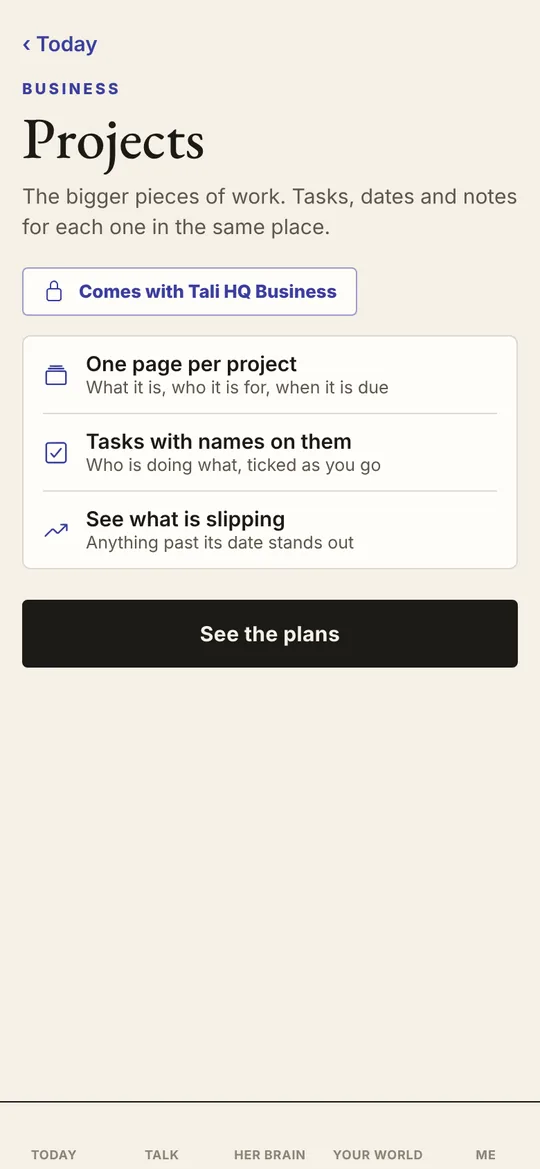 ‹ Today
BUSINESS
Projects
The bigger pieces of work. Tasks, dates and notes
for each one in the same place.
Comes with Tali HQ Business
One page per project
What it is, who it is for, when it is due
Tasks with names on them
Who is doing what, ticked as you go
See what is slipping
Anything past its date stands out
See the plans
TODAY TALK HER BRAIN YOUR WORLD ME